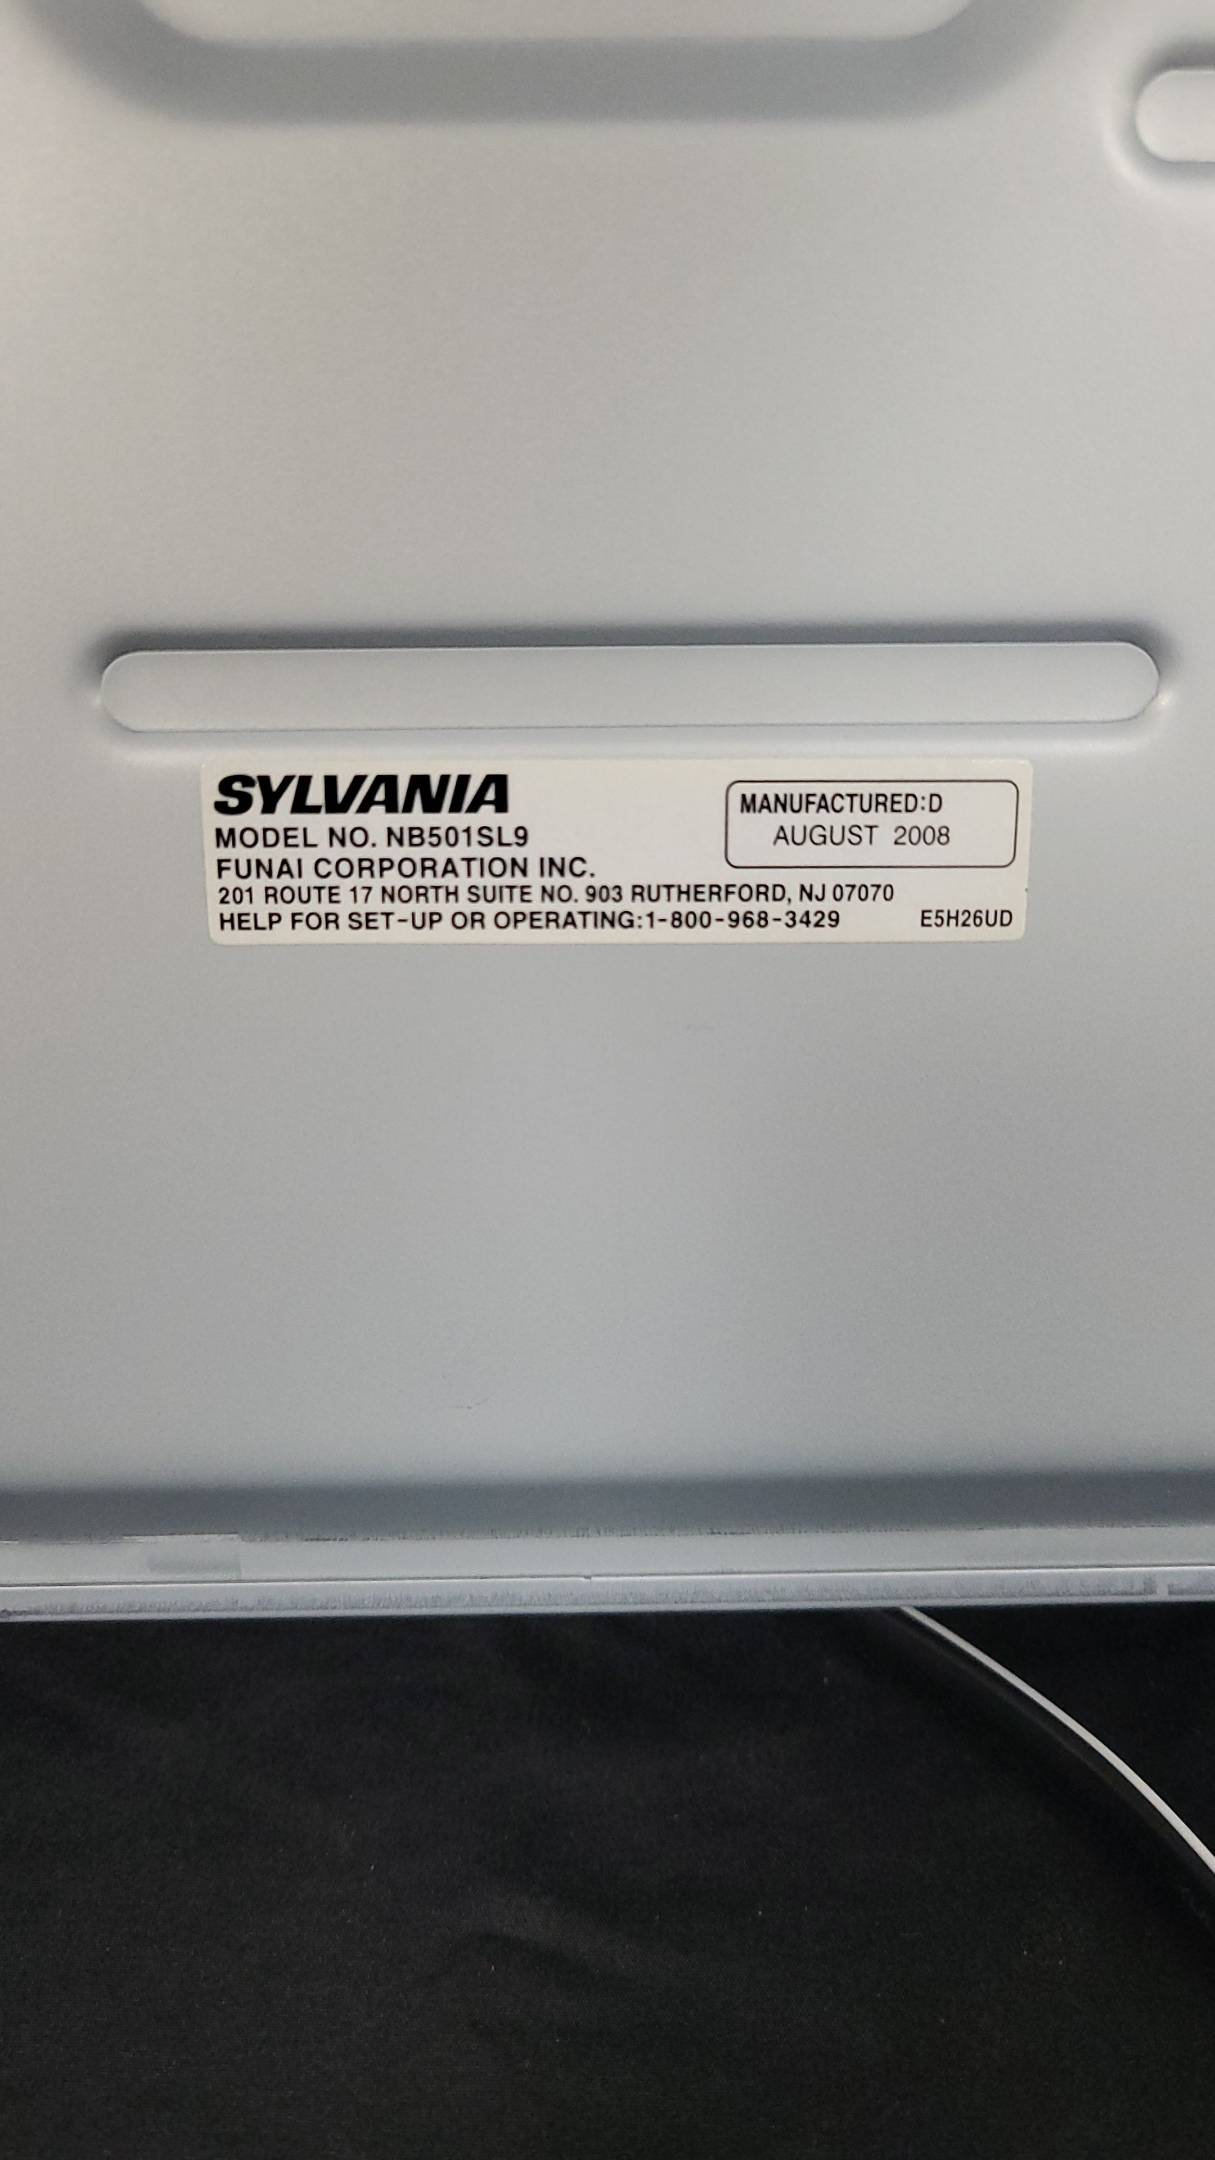 SYLVANIA
MANUFACTURED:D
AUGUST 2008
MODEL NO. NB501SL9
FUNAI CORPORATION INC.
201 ROUTE 17 NORTH SUITE NO. 903 RUTHERFORD, NJ 07070
HELP FOR SET-UP OR OPERATING:1-800-968-3429 E5H26UD